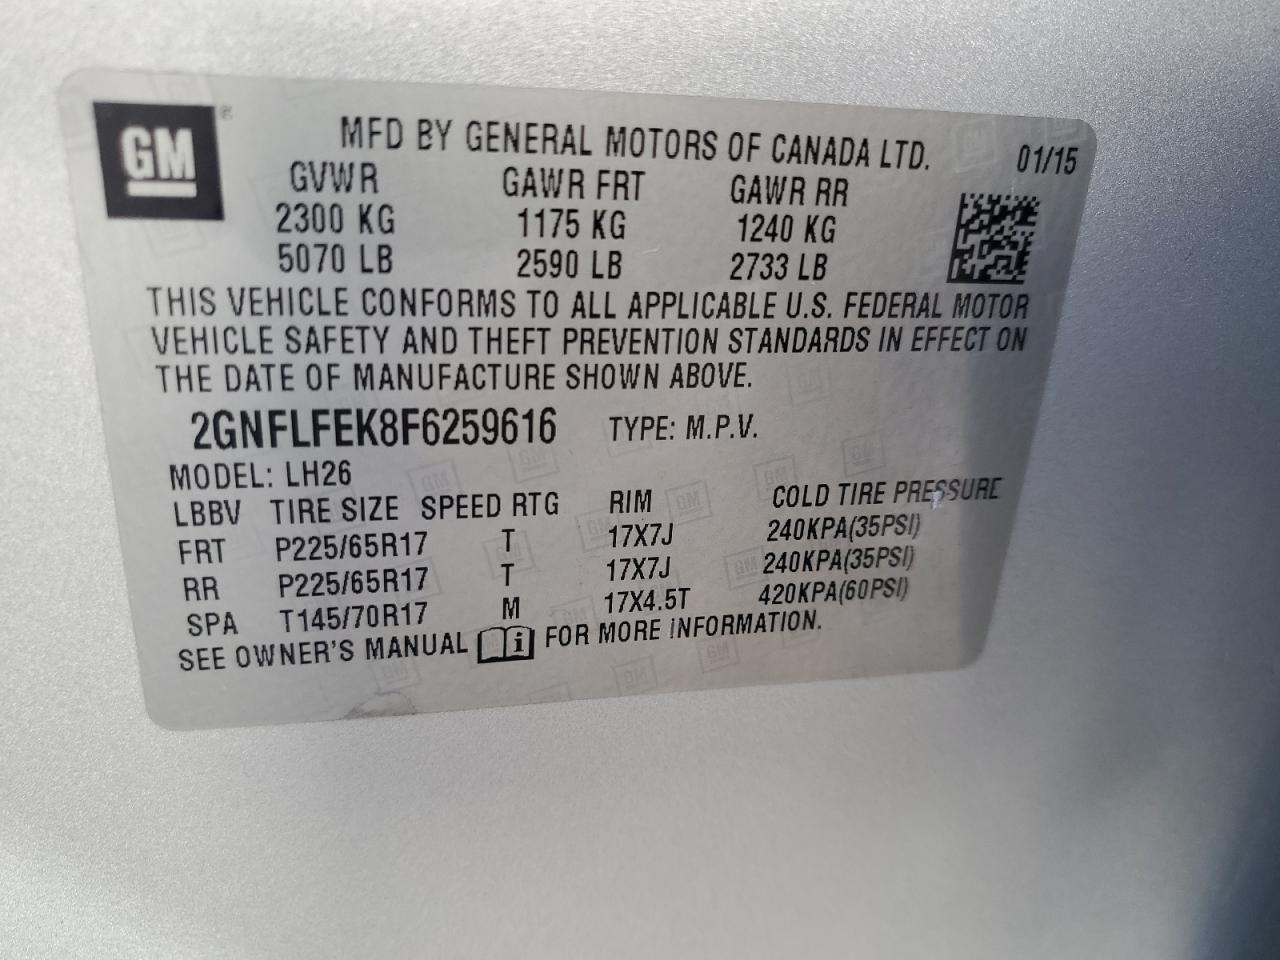 GM ®
MFD BY GENERAL MOTORS OF CANADA LTD. 01/15
GVWR GAWR FRT GAWR RR
2300 KG 1175 KG 1240 KG
5070 LB 2590 LB 2733 LB
THIS VEHICLE CONFORMS TO ALL APPLICABLE U.S. FEDERAL MOTOR
VEHICLE SAFETY AND THEFT PREVENTION STANDARDS IN EFFECT ON
THE DATE OF MANUFACTURE SHOWN ABOVE.
2GNFLFEK8F6259616 TYPE: M.P.V.
MODEL: LH26
LBBV TIRE SIZE SPEED RTG RIM COLD TIRE PRESSURE
FRT P225/65R17 T 17X7J 240KPA(35PSI)
RR P225/65R17 T 17X7J 240KPA(35PSI)
SPA T145/70R17 M 17X4.5T 420KPA(60PSI)
SEE OWNER'S MANUAL i FOR MORE INFORMATION.